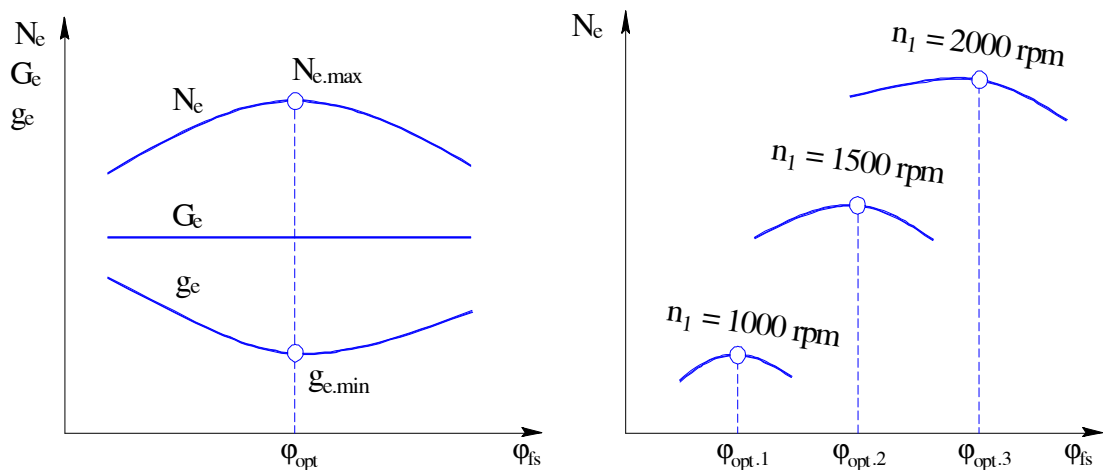 Nₑ
Gₑ
gₑ
Nₑ.max
Nₑ
Gₑ
gₑ
gₑ.min
φopt
φfs
Nₑ
n₁ = 2000 rpm
n₁ = 1500 rpm
n₁ = 1000 rpm
φopt.1
φopt.2
φopt.3
φfs